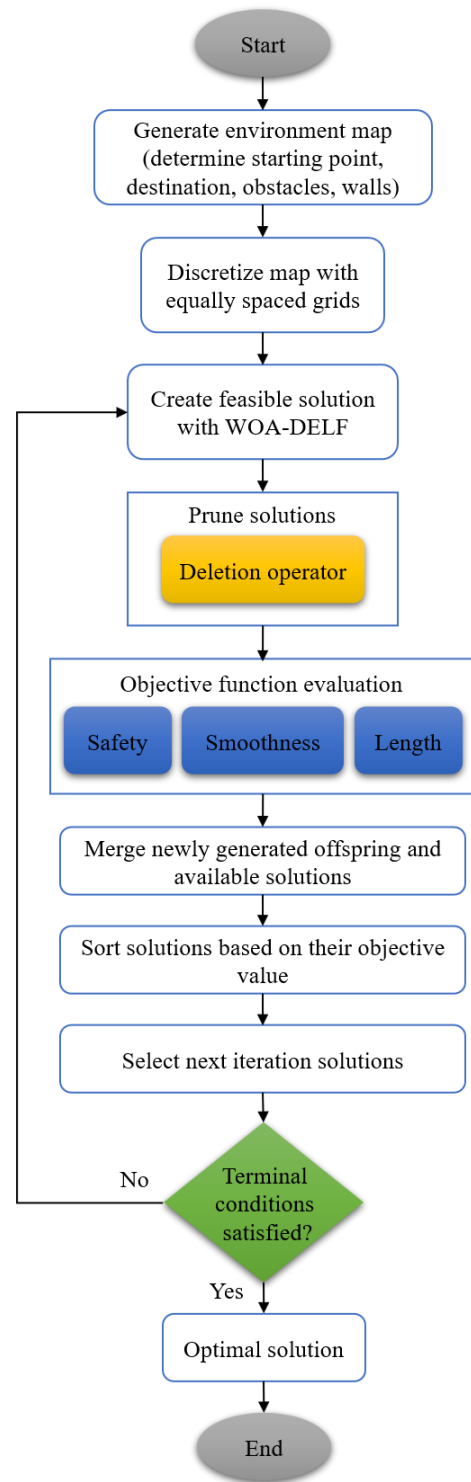 Start
Generate environment map
(determine starting point,
destination, obstacles, walls)
Discretize map with
equally spaced grids
Create feasible solution
with WOA-DELF
Prune solutions
Deletion operator
Objective function evaluation
Safety
Smoothness
Length
Merge newly generated offspring and
available solutions
Sort solutions based on their objective
value
Select next iteration solutions
No
Terminal
conditions
satisfied?
Yes
Optimal solution
End